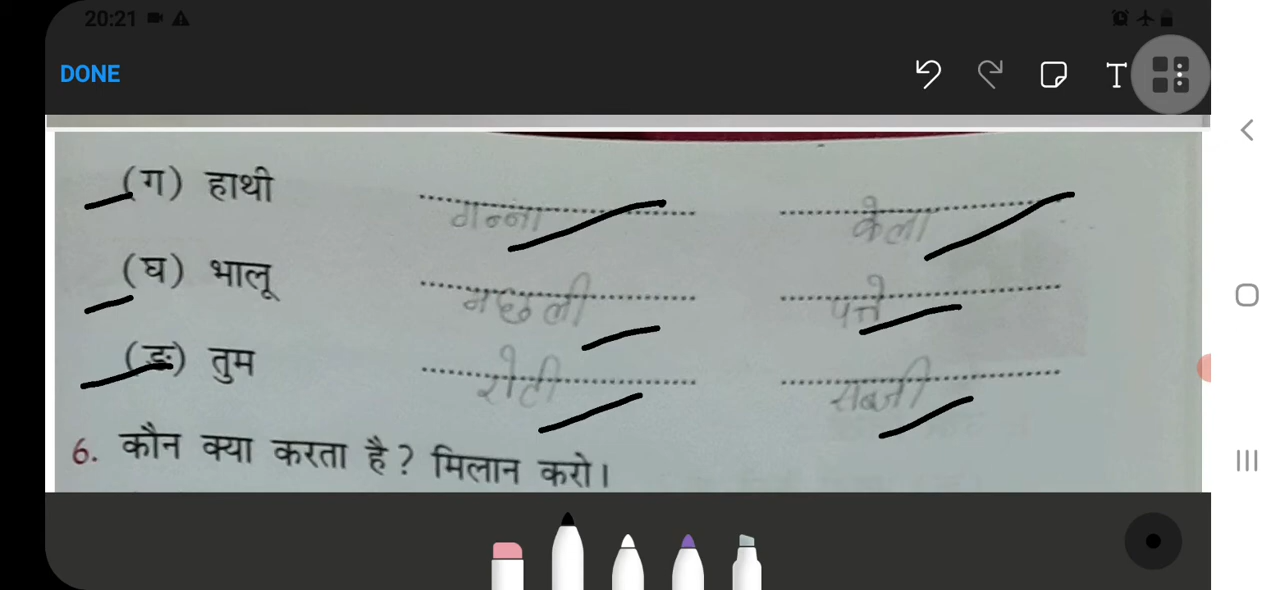 20:21
DONE
T
(ग) हाथी गन्ना केला
(घ) भालू मछली पत्ते
(ङ) तुम रोटी सब्जी
6. कौन क्या करता है? मिलान करो।